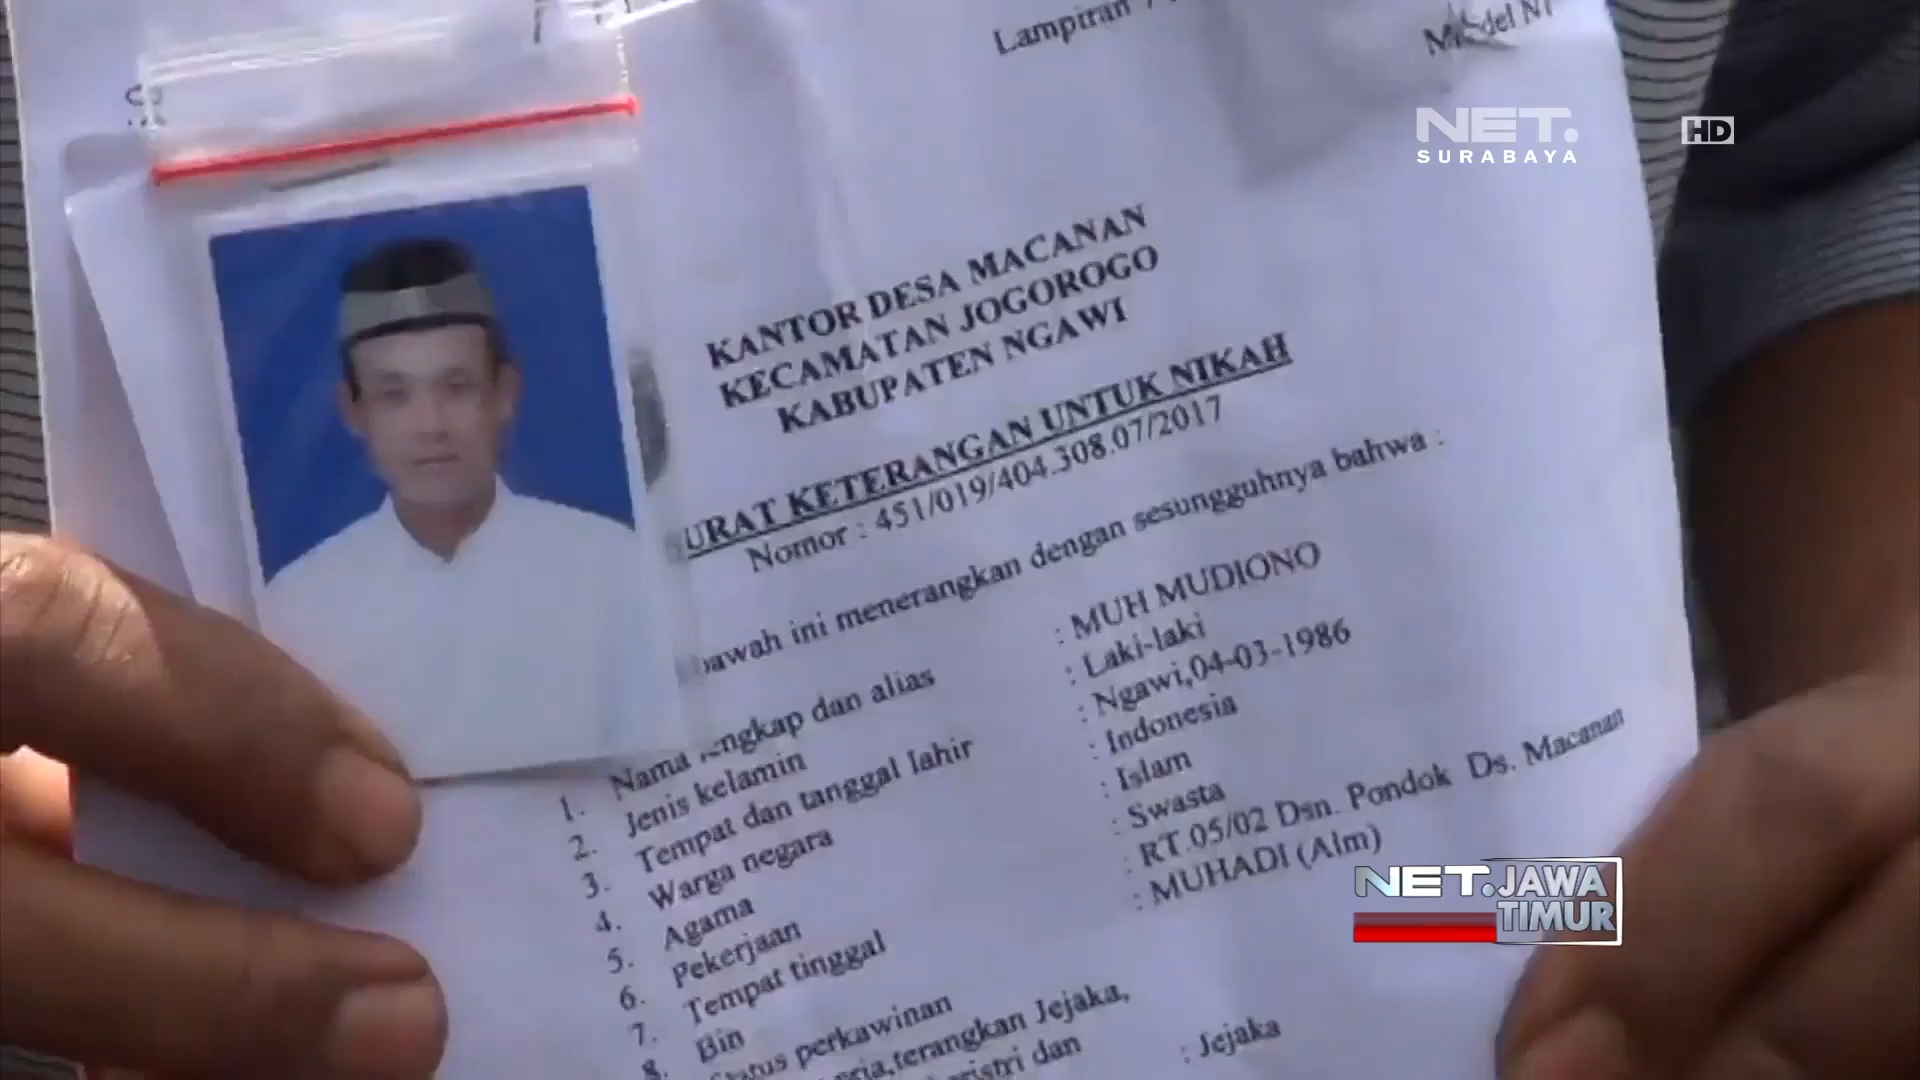 Lampiran
Model N1
NET.
SURABAYA
HD
KANTOR DESA MACANAN
KECAMATAN JOGOROGO
KABUPATEN NGAWI
URAT KETERANGAN UNTUK NIKAH
Nomor : 451/019/404.308.07/2017
bawah ini menerangkan dengan sesungguhnya bahwa :
1. Nama lengkap dan alias : MUH MUDIONO
2. Jenis kelamin : Laki-laki
3. Tempat dan tanggal lahir : Ngawi,04-03-1986
4. Warga negara : Indonesia
5. Agama : Islam
6. Pekerjaan : Swasta
7. Tempat tinggal : RT.05/02 Dsn. Pondok Ds. Macanan
8. Bin : MUHADI (Alm)
Status perkawinan
terangkan Jejaka, : Jejaka
dan
NET. JAWA
TIMUR